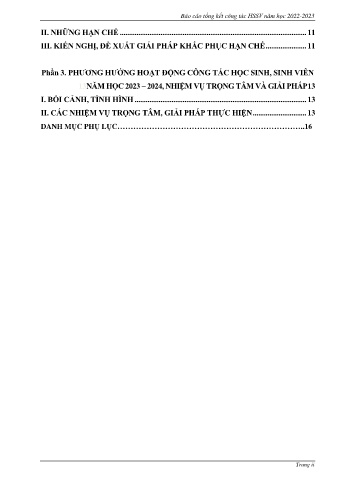 Báo cáo tổng kết công tác HSSV năm học 2022-2023
II. NHỮNG HẠN CHẾ ........ 11
III. KIẾN NGHỊ, ĐỀ XUẤT GIẢI PHÁP KHẮC PHỤC HẠN CHẾ ........ 11
Phần 3. PHƯƠNG HƯỚNG HOẠT ĐỘNG CÔNG TÁC HỌC SINH, SINH VIÊN
NĂM HỌC 2023 – 2024, NHIỆM VỤ TRỌNG TÂM VÀ GIẢI PHÁP13
I. BỐI CẢNH, TÌNH HÌNH ........ 13
II. CÁC NHIỆM VỤ TRỌNG TÂM, GIẢI PHÁP THỰC HIỆN ........ 13
DANH MỤC PHỤ LỤC……………………………………………………………..16
Trang ii